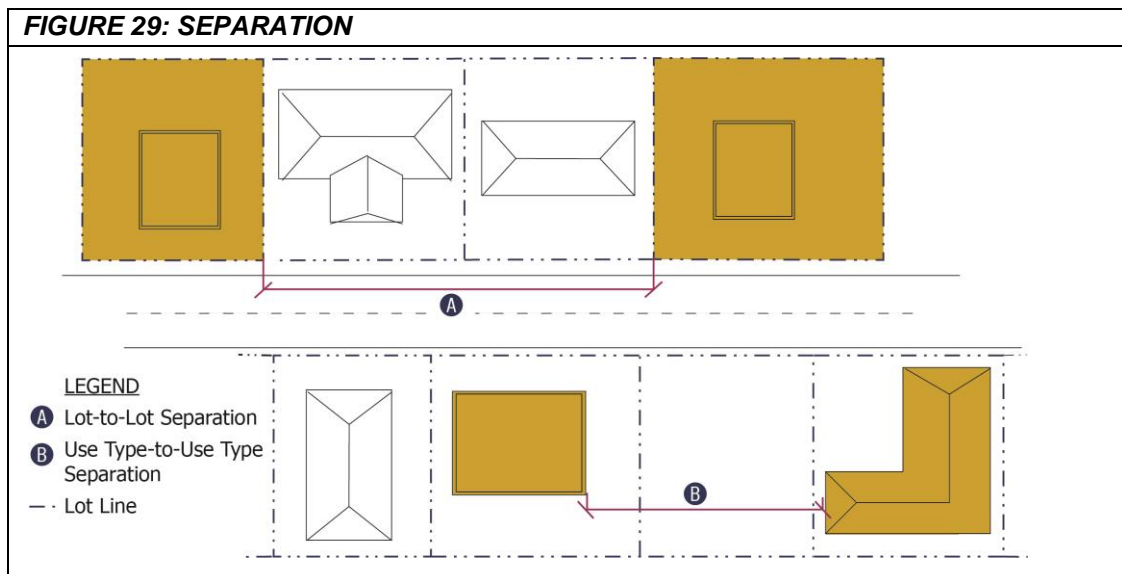 FIGURE 29: SEPARATION
A
LEGEND
A Lot-to-Lot Separation
B Use Type-to-Use Type
Separation
Lot Line
B